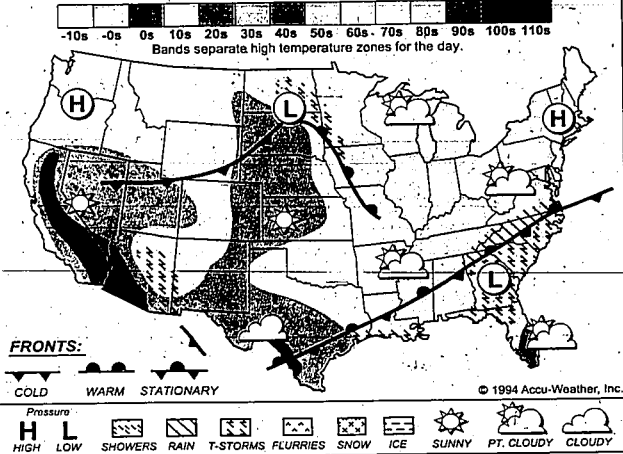 -10s -0s 0s 10s 20s 30s 40s 50s 60s 70s 80s 90s 100s 110s
Bands separate high temperature zones for the day.
H
L
H
L
FRONTS:
COLD WARM STATIONARY
© 1994 Accu-Weather, Inc.
Pressure
H L
HIGH LOW SHOWERS RAIN T-STORMS FLURRIES SNOW ICE SUNNY PT. CLOUDY CLOUDY